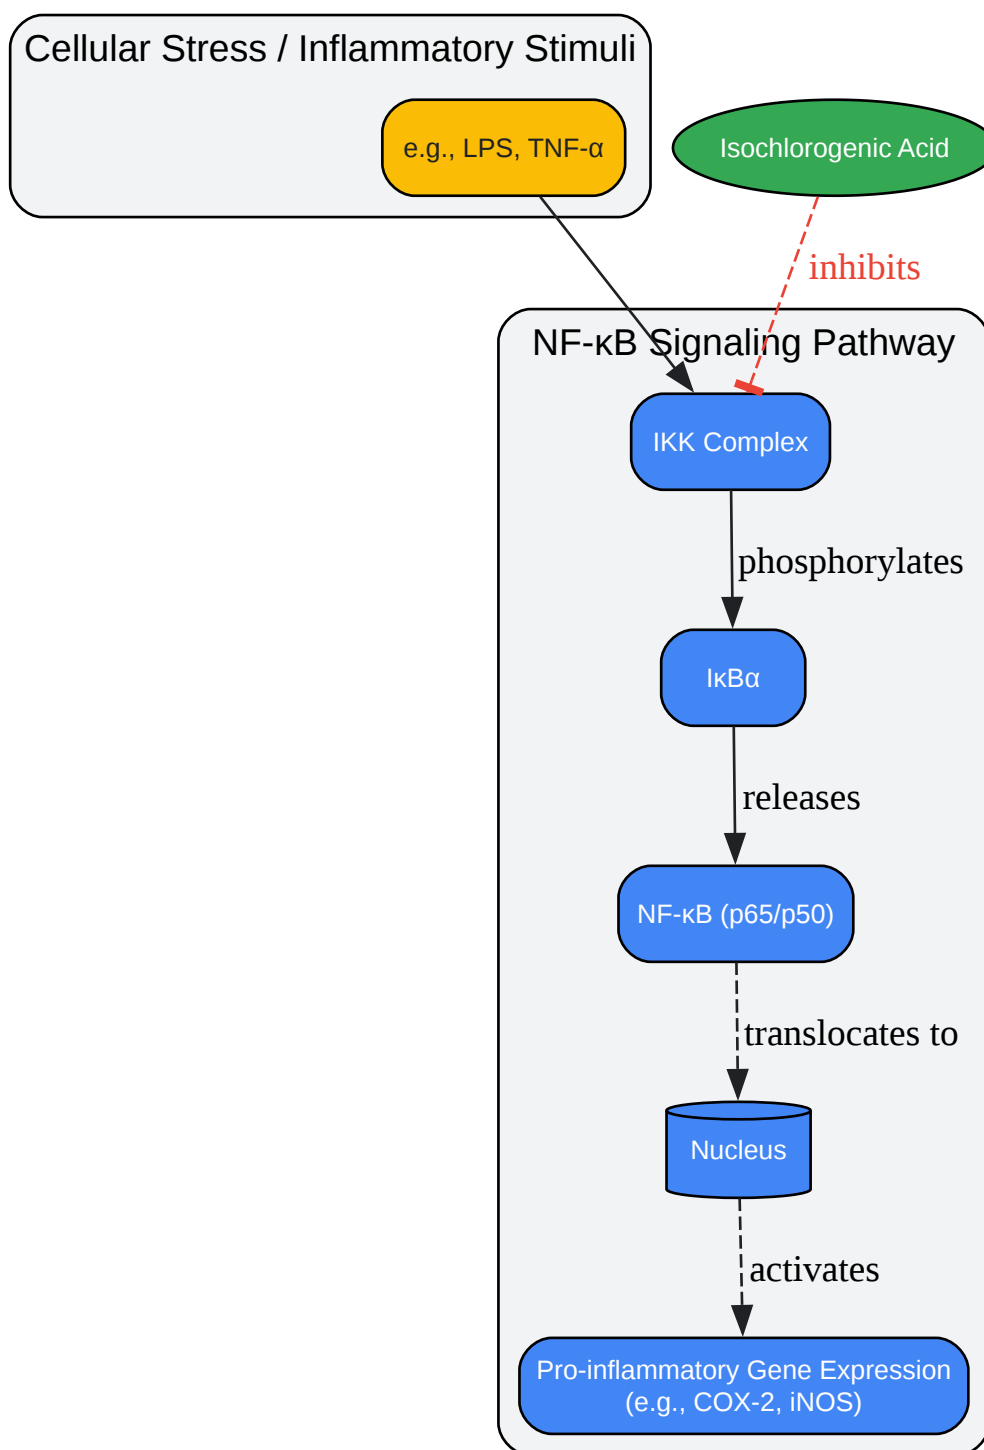 Cellular Stress / Inflammatory Stimuli
e.g., LPS, TNF-α
Isochlorogenic Acid
inhibits
NF-κB Signaling Pathway
IKK Complex
phosphorylates
IκBα
releases
NF-κB (p65/p50)
translocates to
Nucleus
activates
Pro-inflammatory Gene Expression
(e.g., COX-2, iNOS)